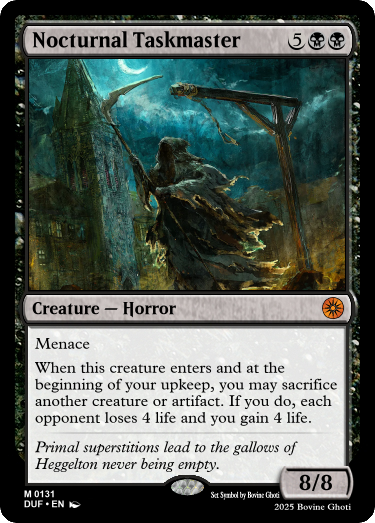 Nocturnal Taskmaster 5
Creature — Horror
Menace
When this creature enters and at the
beginning of your upkeep, you may sacrifice
another creature or artifact. If you do, each
opponent loses 4 life and you gain 4 life.
Primal superstitions lead to the gallows of
Heggelton never being empty.
8/8
M 0131
DUF • EN
Set Symbol by Bovine Ghoti
2025 Bovine Ghoti